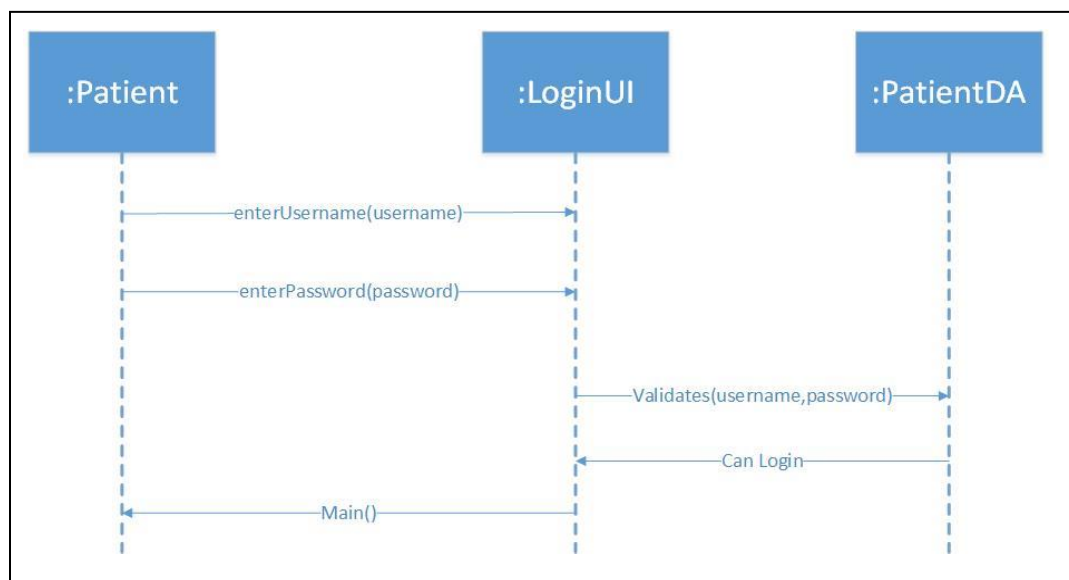 :Patient
:LoginUI
:PatientDA
enterUsername(username)
enterPassword(password)
Validates(username,password)
Can Login
Main()